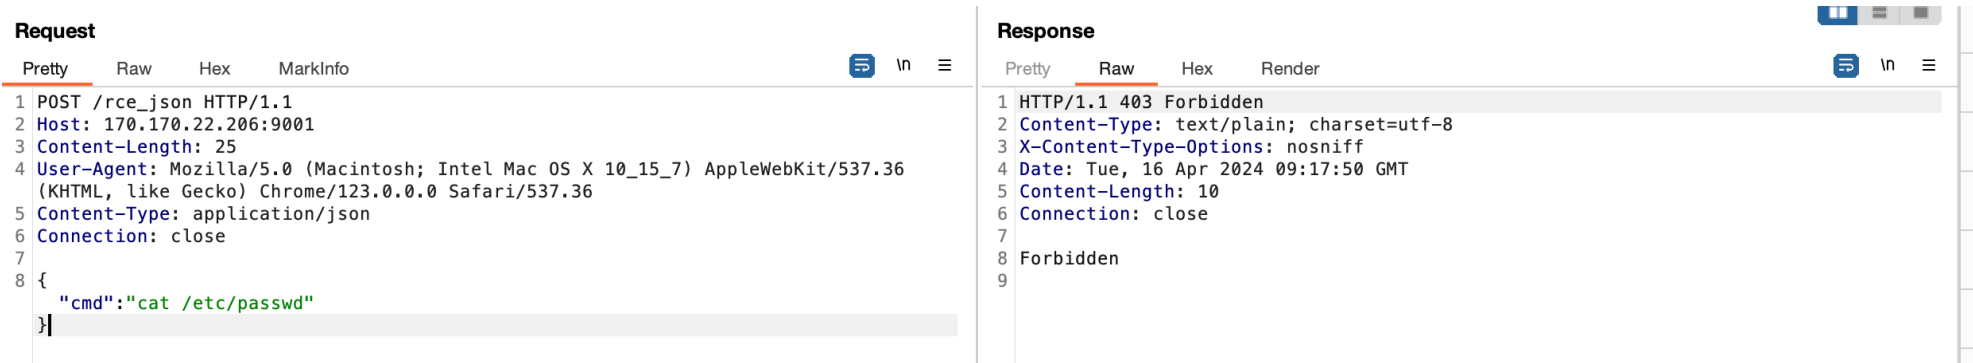 Request
Pretty Raw Hex MarkInfo
\n
1 POST /rce_json HTTP/1.1
2 Host: 170.170.22.206:9001
3 Content-Length: 25
4 User-Agent: Mozilla/5.0 (Macintosh; Intel Mac OS X 10_15_7) AppleWebKit/537.36
(KHTML, like Gecko) Chrome/123.0.0.0 Safari/537.36
5 Content-Type: application/json
6 Connection: close
7
8 {
"cmd":"cat /etc/passwd"
}
Response
Pretty Raw Hex Render
\n
1 HTTP/1.1 403 Forbidden
2 Content-Type: text/plain; charset=utf-8
3 X-Content-Type-Options: nosniff
4 Date: Tue, 16 Apr 2024 09:17:50 GMT
5 Content-Length: 10
6 Connection: close
7
8 Forbidden
9